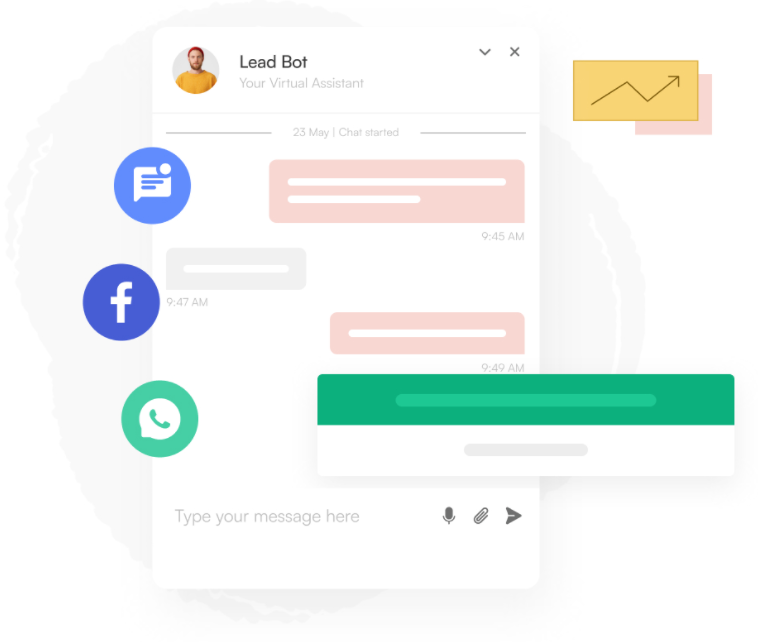 Lead Bot
Your Virtual Assistant
23 May | Chat started
9:45 AM
9:47 AM
9:49 AM
Type your message here